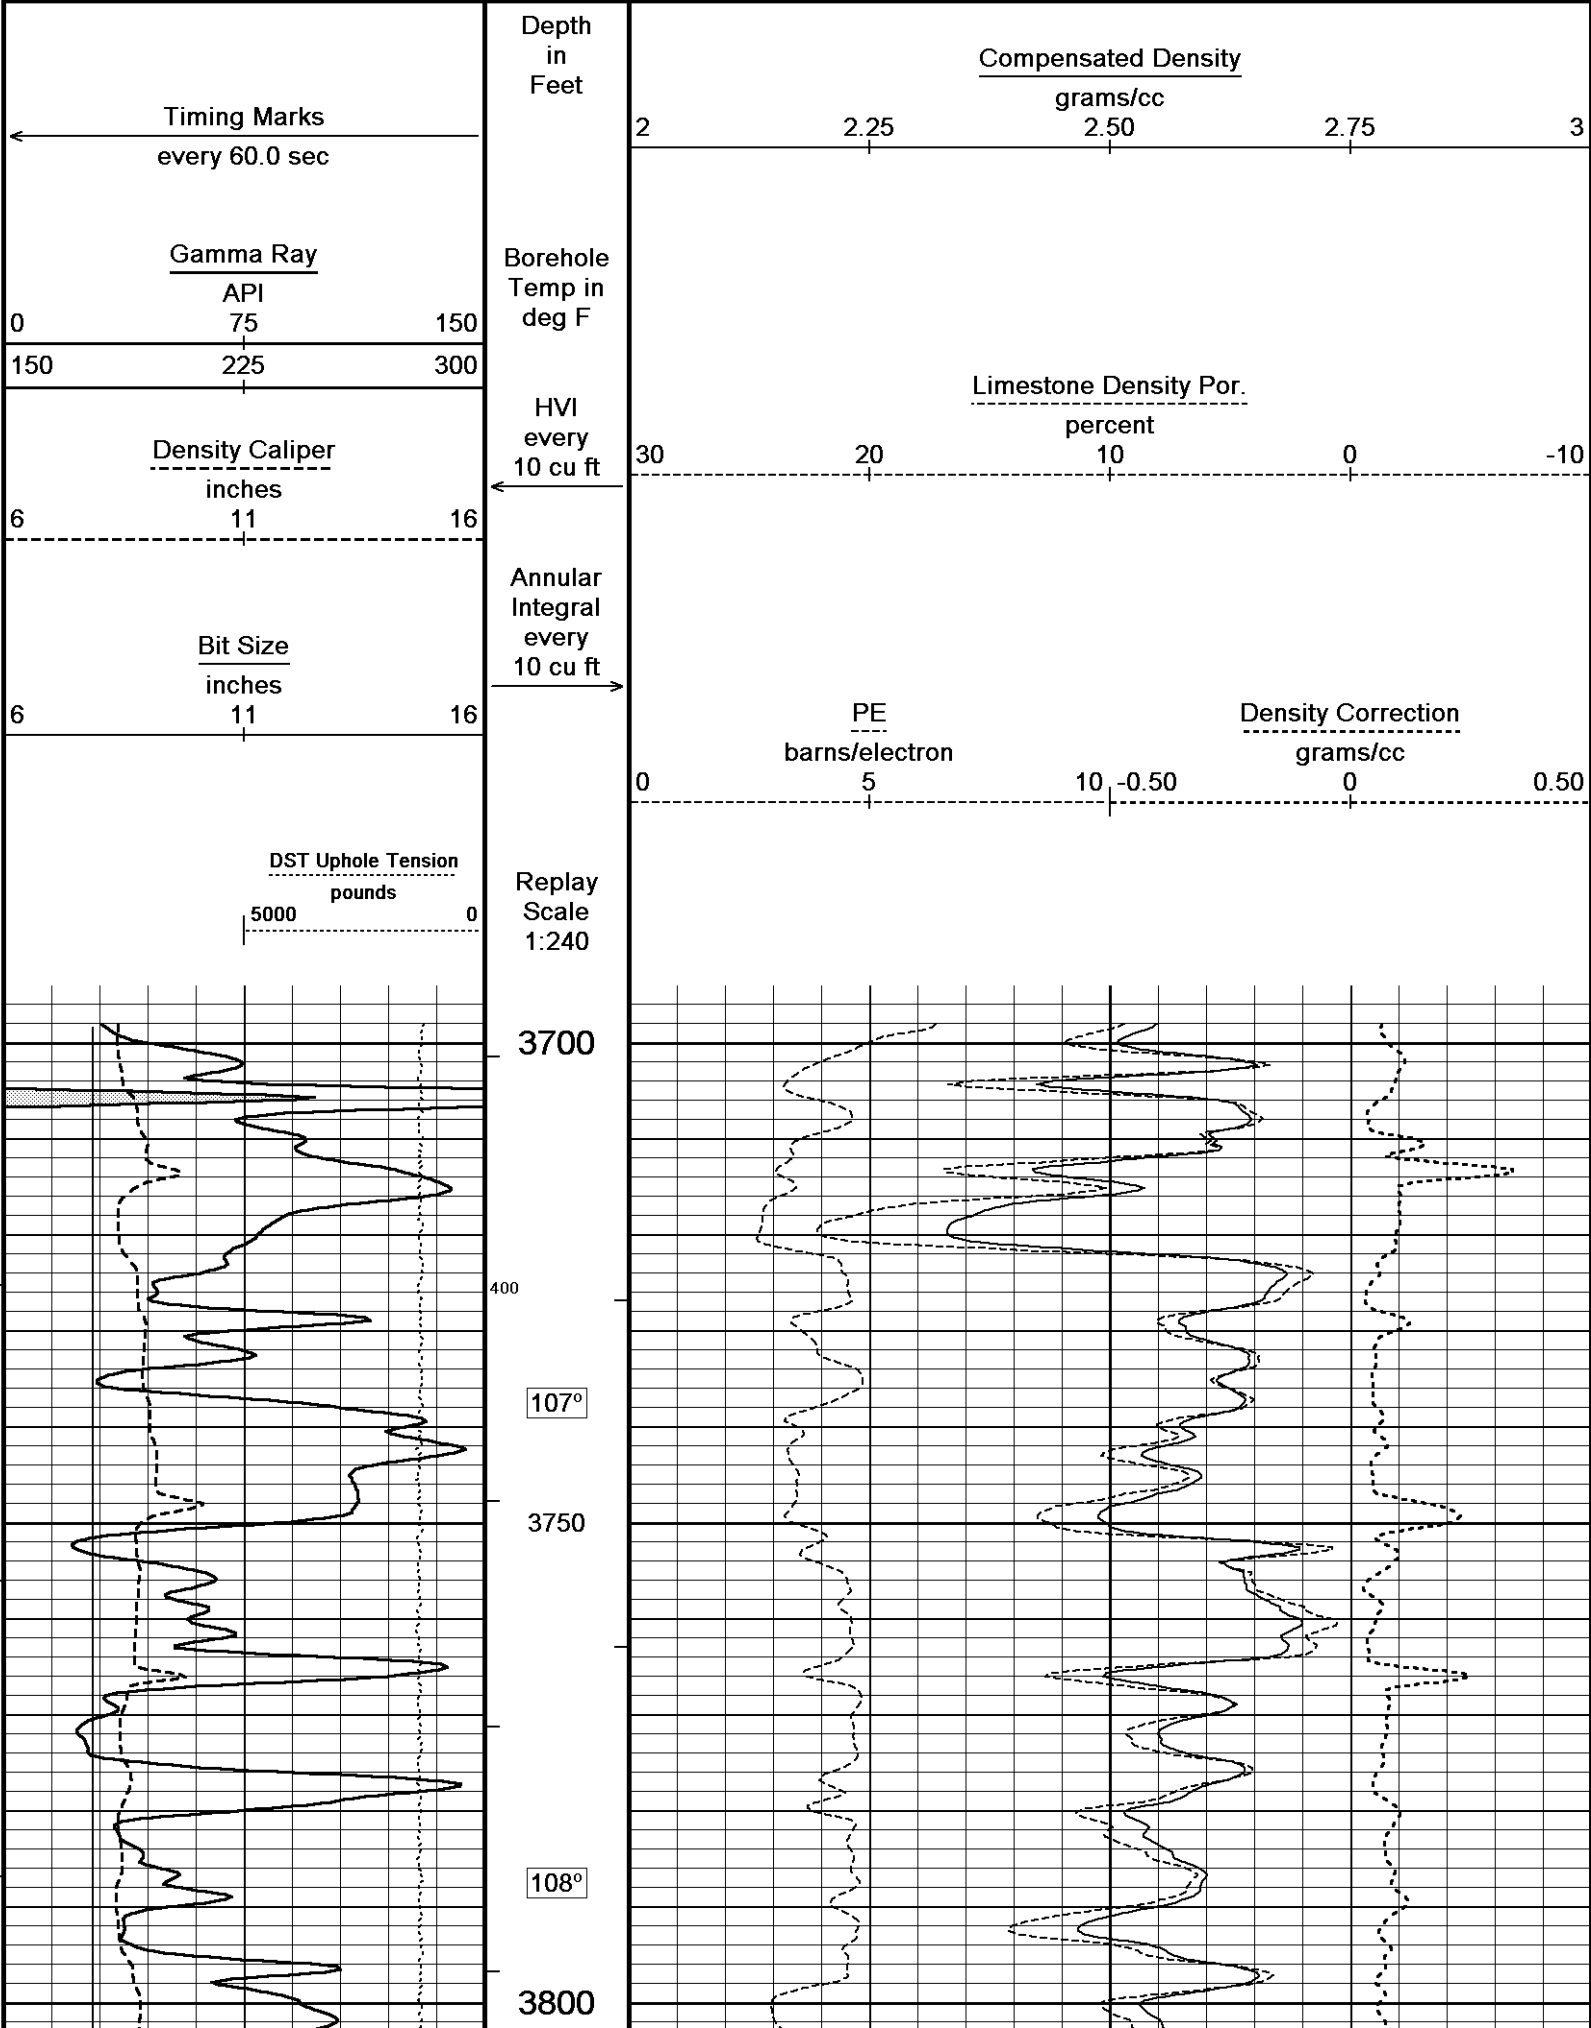 Timing Marks
every 60.0 sec
Gamma Ray
API
0 75 150
150 225 300
Density Caliper
inches
6 11 16
Bit Size
inches
6 11 16
DST Uphole Tension
pounds
5000 0
Depth
in
Feet
Borehole
Temp in
deg F
HVI
every
10 cu ft
Annular
Integral
every
10 cu ft
Replay
Scale
1:240
Compensated Density
grams/cc
2 2.25 2.50 2.75 3
Limestone Density Por.
percent
30 20 10 0 -10
PE
barns/electron
0 5 10
Density Correction
grams/cc
-0.50 0 0.50
3700
400
107º
3750
108º
3800